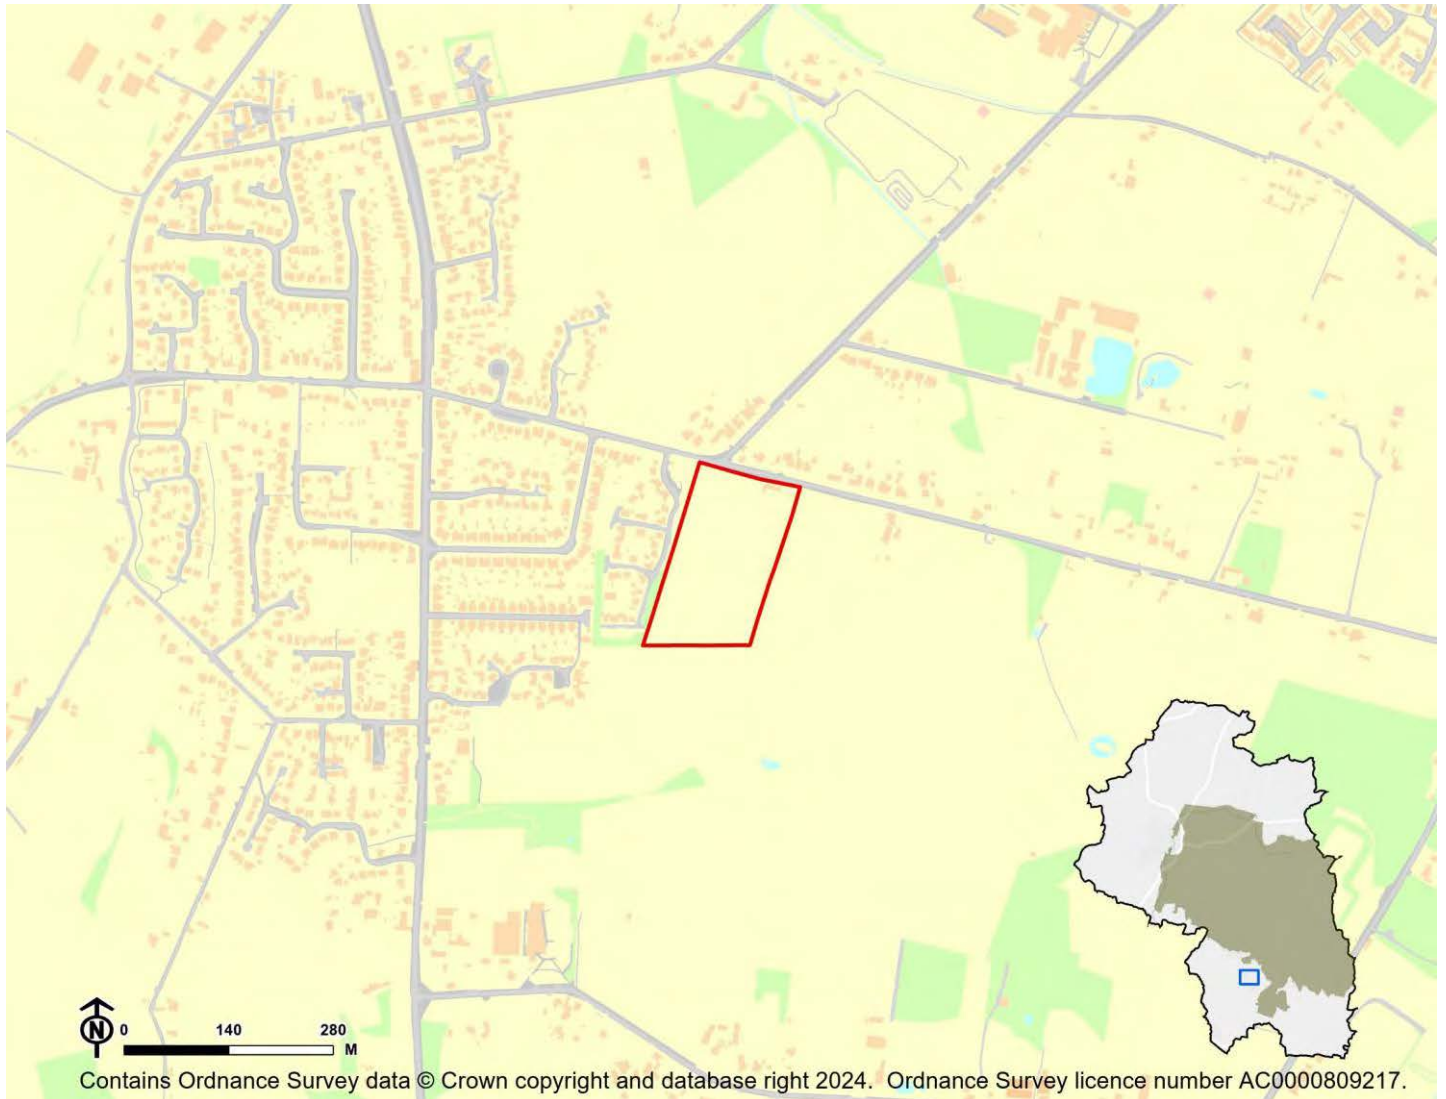 N
0 140 280
M
Contains Ordnance Survey data © Crown copyright and database right 2024. Ordnance Survey licence number AC0000809217.